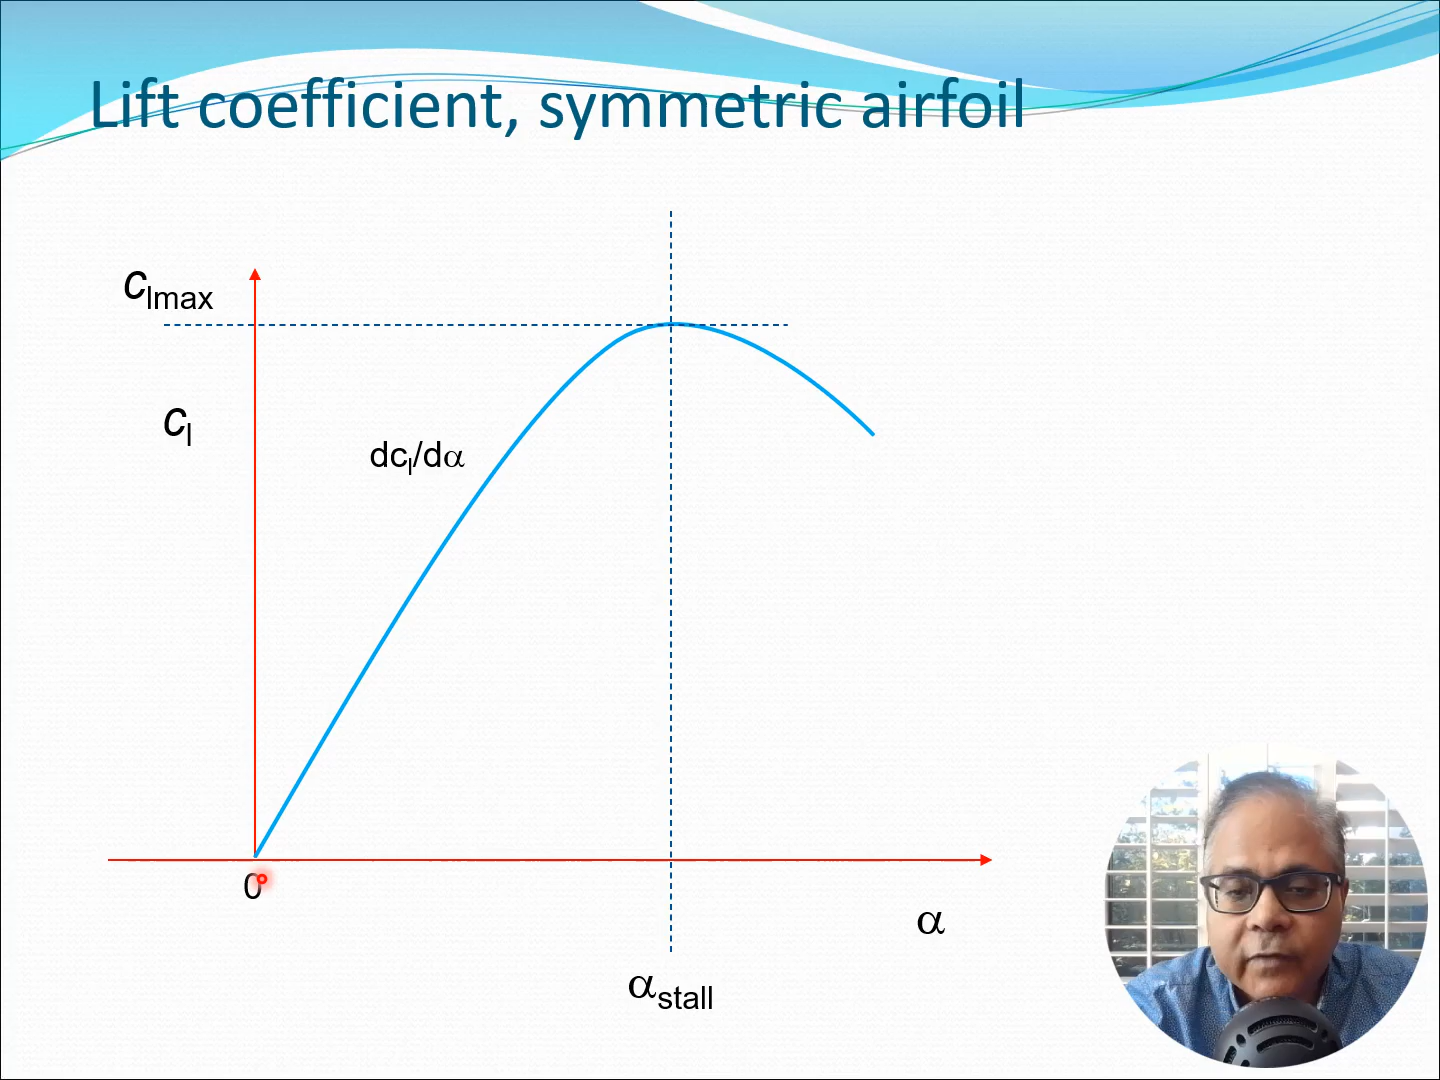 Lift coefficient, symmetric airfoil
clmax
cl
dcl/dα
0
α
αstall